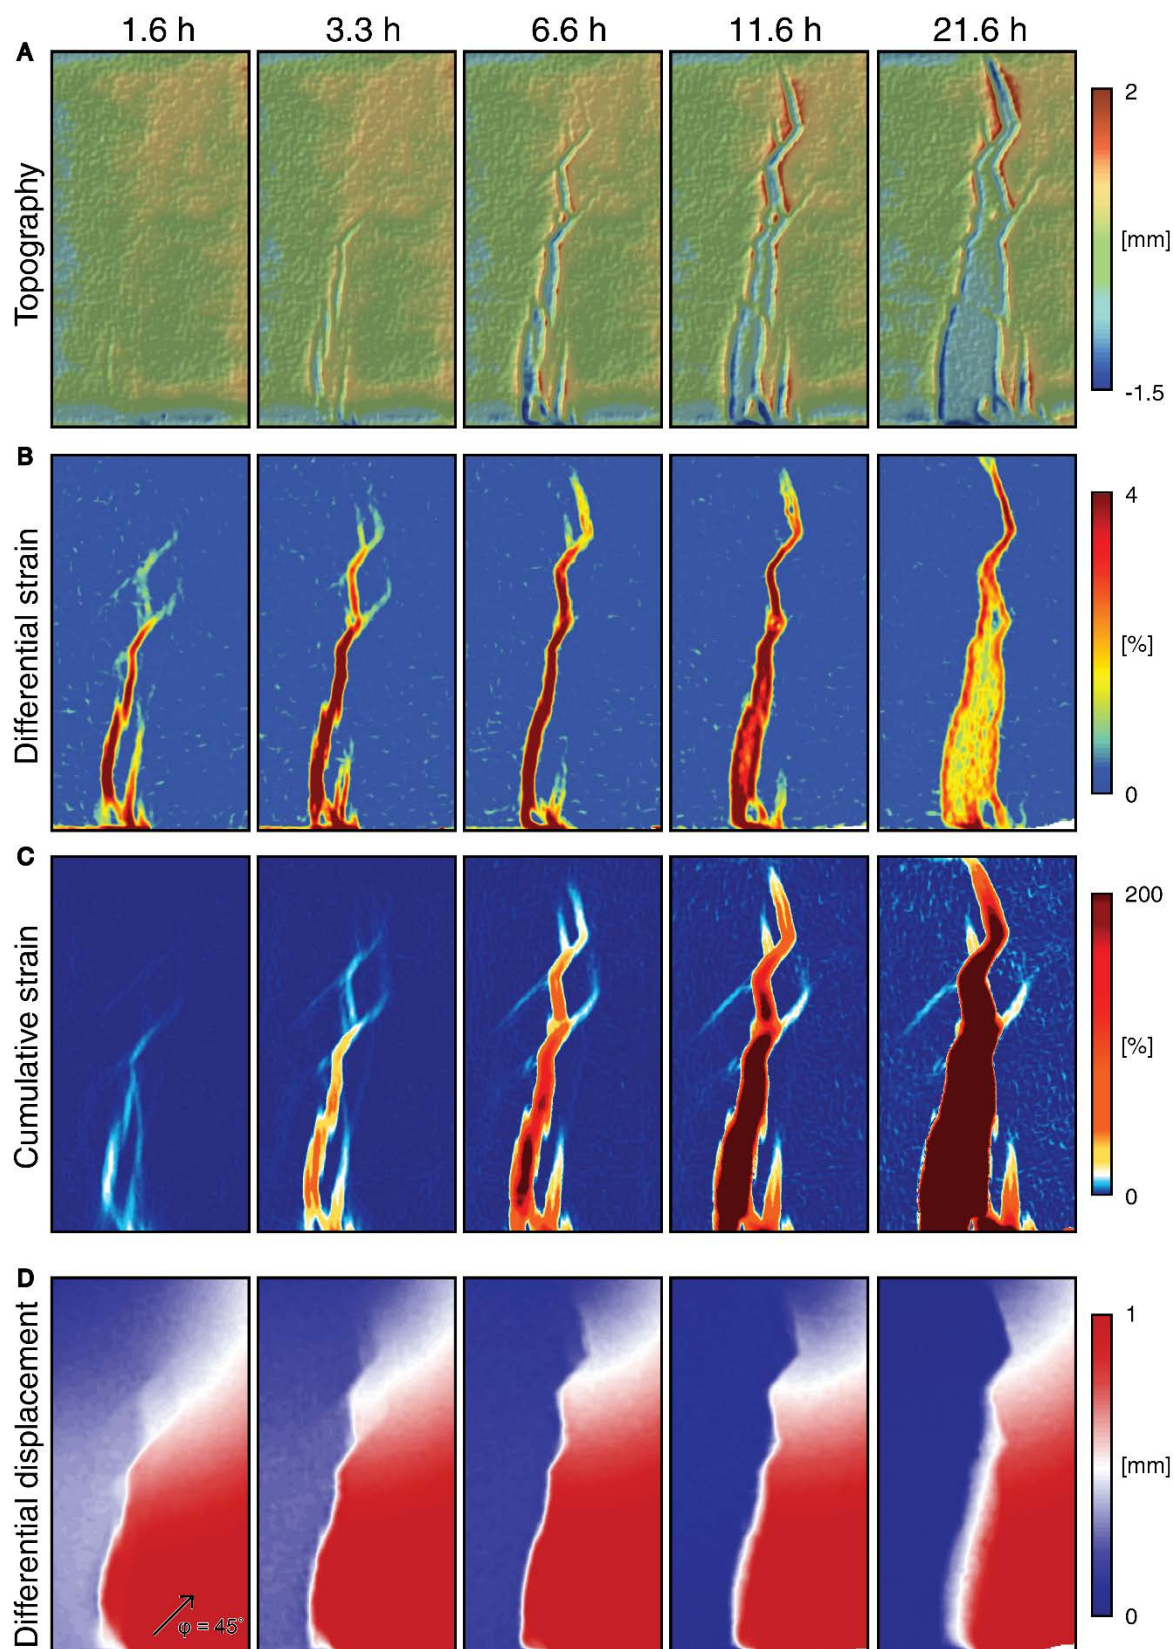 1.6 h 3.3 h 6.6 h 11.6 h 21.6 h
A
Topography
2
[mm]
-1.5
B
Differential strain
4
[%]
0
C
Cumulative strain
200
[%]
0
D
Differential displacement
φ = 45°
1
[mm]
0